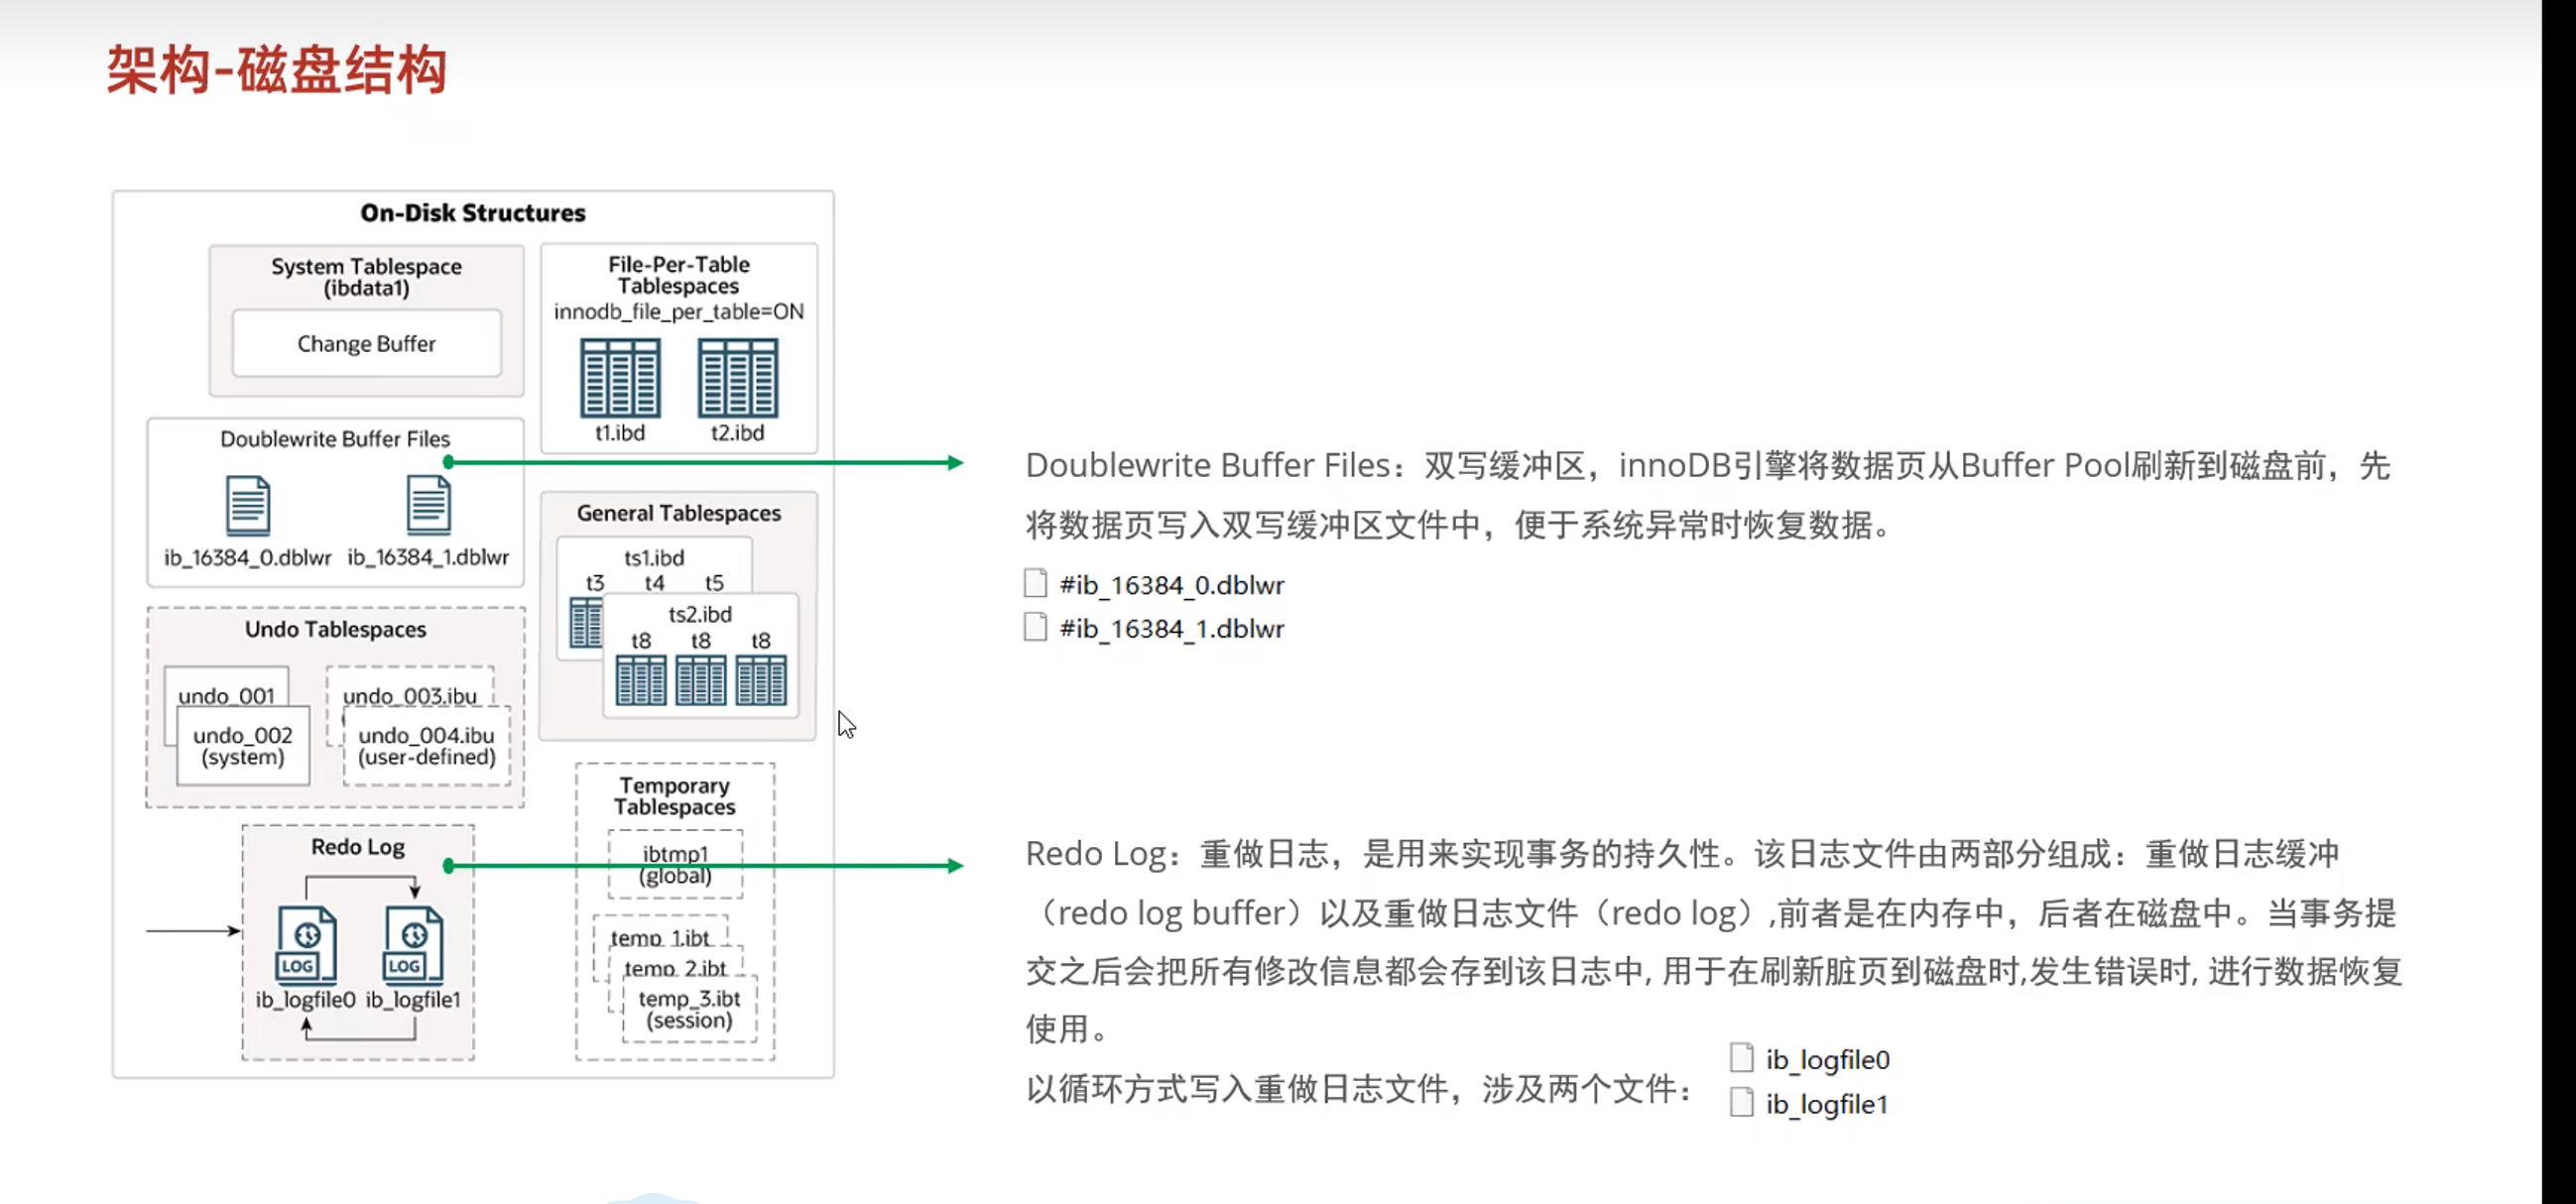 架构-磁盘结构
On-Disk Structures
System Tablespace
(ibdata1)
Change Buffer
File-Per-Table
Tablespaces
innodb_file_per_table=ON
t1.ibd
t2.ibd
Doublewrite Buffer Files
ib_16384_0.dblwr
ib_16384_1.dblwr
General Tablespaces
ts1.ibd
t3 t4 t5
ts2.ibd
t8 t8 t8
Undo Tablespaces
undo_001
undo_002
(system)
undo_003.ibu
undo_004.ibu
(user-defined)
Temporary
Tablespaces
ibtmp1
(global)
temp_1.ibt
temp_2.ibt
temp_3.ibt
(session)
Redo Log
LOG
LOG
ib_logfile0
ib_logfile1
Doublewrite Buffer Files：双写缓冲区，innoDB引擎将数据页从Buffer Pool刷新到磁盘前，先
将数据页写入双写缓冲区文件中，便于系统异常时恢复数据。
#ib_16384_0.dblwr
#ib_16384_1.dblwr
Redo Log：重做日志，是用来实现事务的持久性。该日志文件由两部分组成：重做日志缓冲
（redo log buffer）以及重做日志文件（redo log）,前者是在内存中，后者在磁盘中。当事务提
交之后会把所有修改信息都会存到该日志中, 用于在刷新脏页到磁盘时,发生错误时, 进行数据恢复
使用。
以循环方式写入重做日志文件，涉及两个文件：
ib_logfile0
ib_logfile1